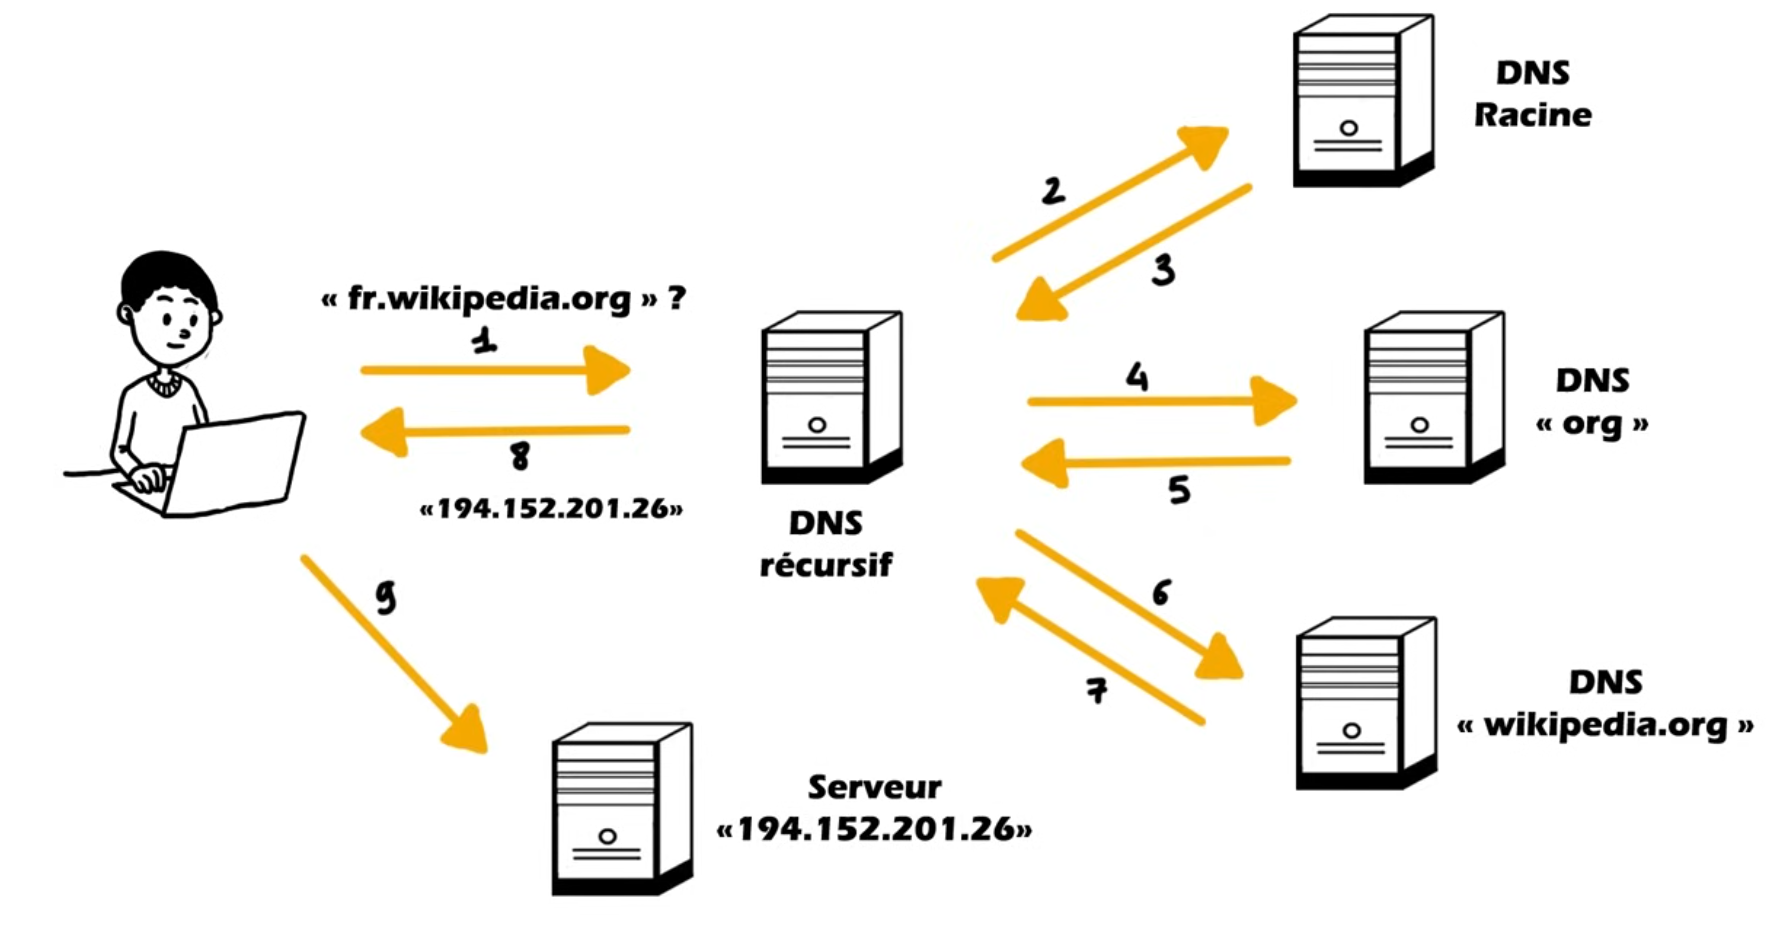 DNS
Racine
2
3
« fr.wikipedia.org » ?
1
8
«194.152.201.26»
DNS
récursif
4
5
DNS
« org »
6
7
DNS
« wikipedia.org »
9
Serveur
«194.152.201.26»